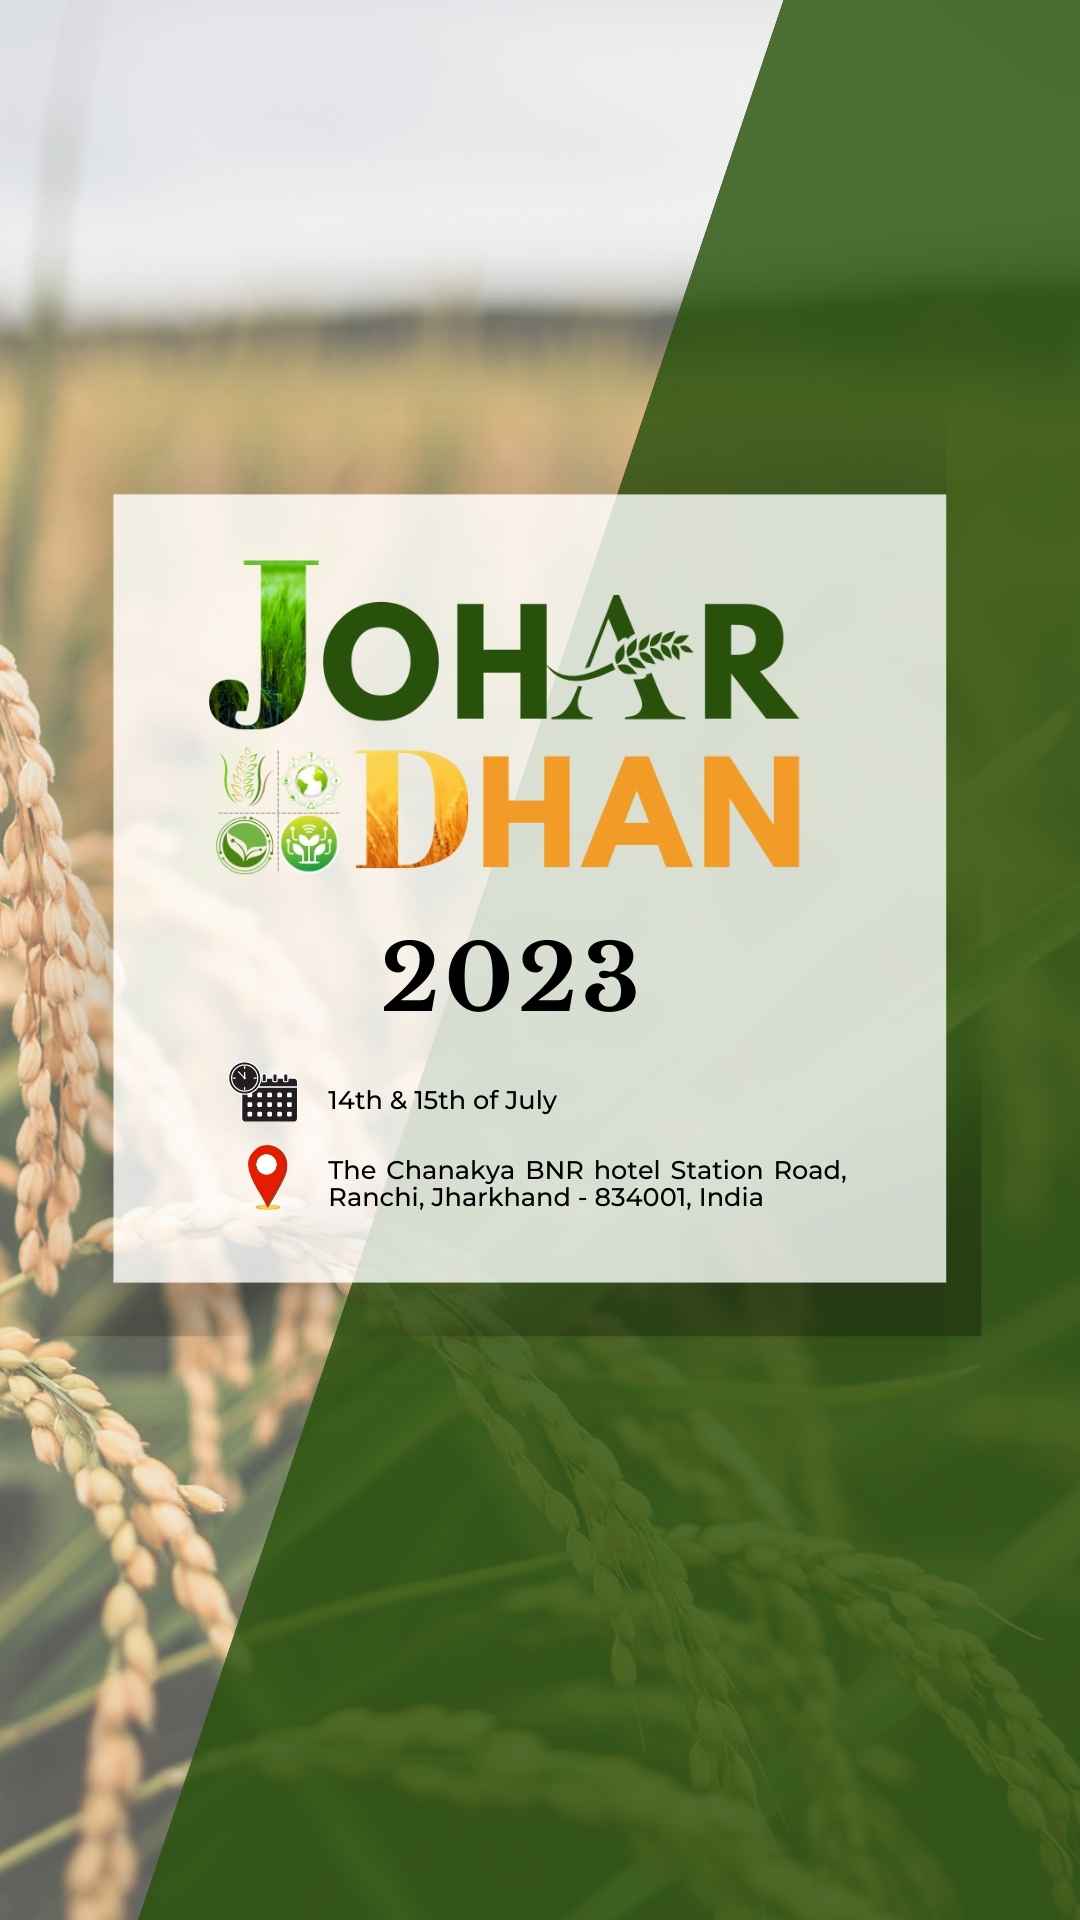 JOHAR
DHAN
2023
14th & 15th of July
The Chanakya BNR hotel Station Road,
Ranchi, Jharkhand - 834001, India